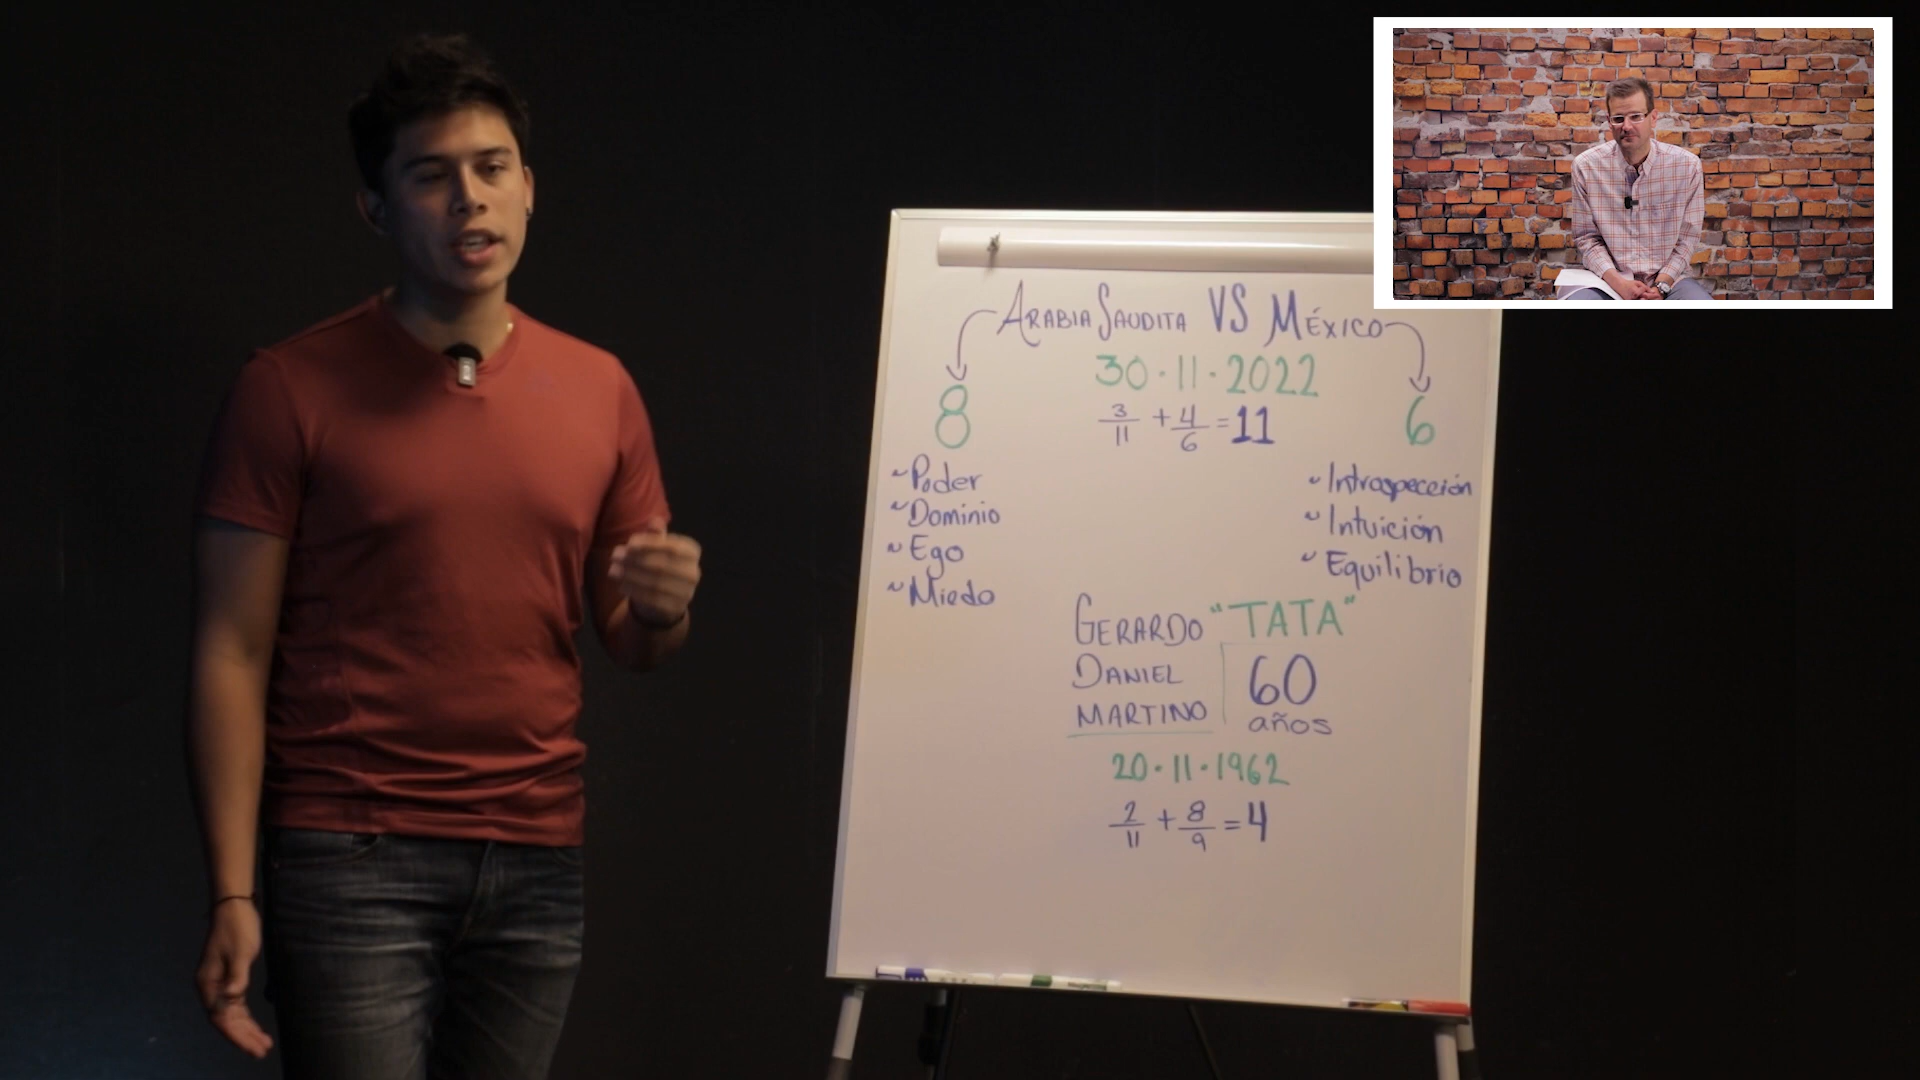 ARABIA SAUDITA VS MÉXICO
30·11·2022
3/11 + 4/6 = 11
8
~Poder
~Dominio
~Ego
~Miedo
6
~Introspección
~Intuición
~Equilibrio
GERARDO "TATA"
DANIEL
MARTINO
60
años
20·11·1962
2/11 + 8/9 = 4